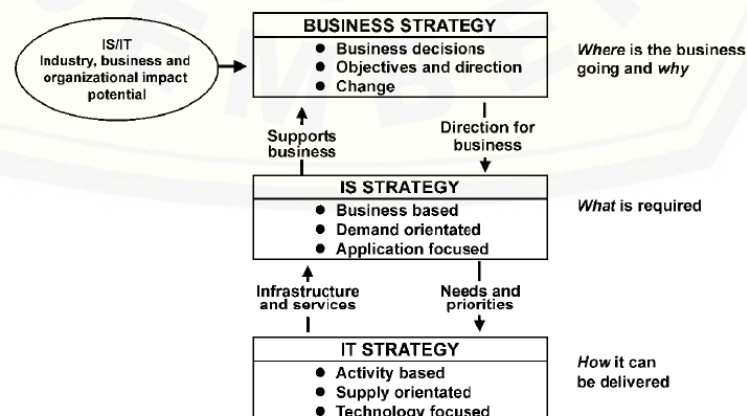 IS/IT
Industry, business and
organizational impact
potential
BUSINESS STRATEGY
● Business decisions
● Objectives and direction
● Change
Where is the business
going and why
Supports
business
Direction for
business
IS STRATEGY
● Business based
● Demand orientated
● Application focused
What is required
Infrastructure
and services
Needs and
priorities
IT STRATEGY
● Activity based
● Supply orientated
● Technology focused
How it can
be delivered